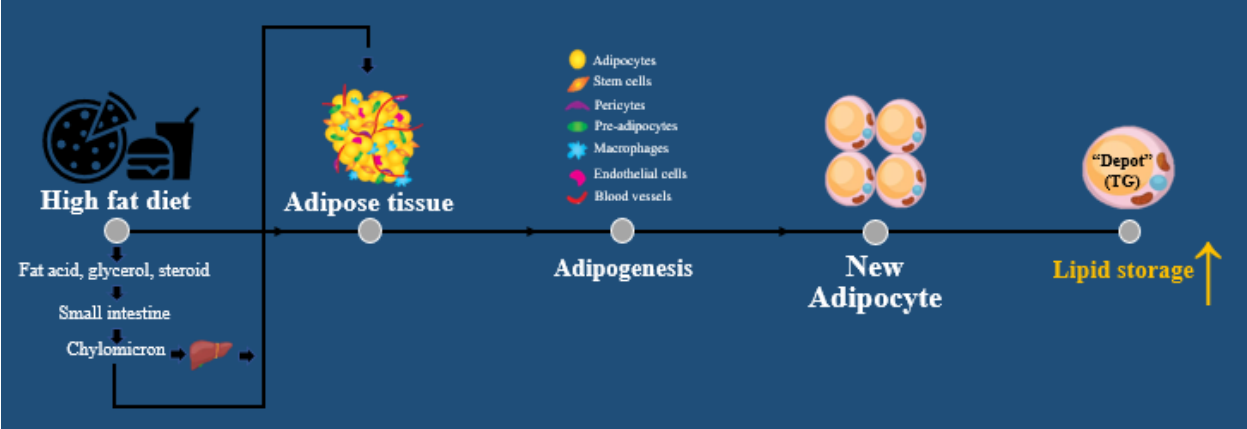 High fat diet
Fat acid, glycerol, steroid
Small intestine
Chylomicron
Adipose tissue
Adipocytes
Stem cells
Pericytes
Pre-adipocytes
Macrophages
Endothelial cells
Blood vessels
Adipogenesis
New
Adipocyte
“Depot”
(TG)
Lipid storage